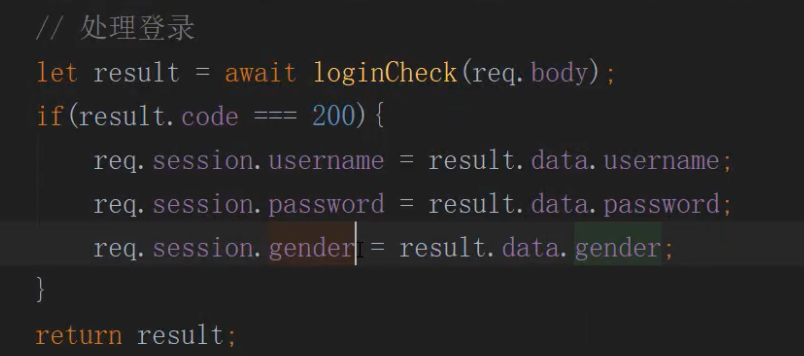 // 处理登录
let result = await loginCheck(req.body);
if(result.code === 200){
req.session.username = result.data.username;
req.session.password = result.data.password;
req.session.gender = result.data.gender;
}
return result;